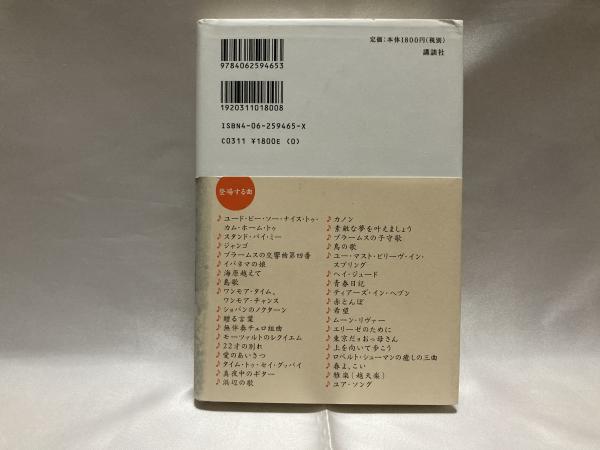 9784062594653
定価：本体1800円（税別）
講談社
1920311018008
ISBN4-06-259465-X
C0311 ¥1800E (0)
登場する曲
♪ユード・ビー・ソー・ナイス・トゥ・
カム・ホーム・トゥ
♪スタンド・バイ・ミー
♪ジャンゴ
♪ブラームスの交響曲第四番
♪イパネマの娘
♪海原越えて
♪島歌
♪ワンモア・タイム、
ワンモア・チャンス
♪ショパンのノクターン
♪贈る言葉
♪無伴奏チェロ組曲
♪モーツァルトのレクイエム
♪22才の別れ
♪愛のあいさつ
♪タイム・トゥ・セイ・グッバイ
♪真夜中のギター
♪浜辺の歌
♪カノン
♪素敵な夢を叶えましょう
♪ブラームスの子守歌
♪鳥の歌
♪ユー・マスト・ビリーヴ・イン・
スプリング
♪ヘイ・ジュード
♪青春日記
♪ティアーズ・イン・ヘブン
♪赤とんぼ
♪希望
♪ムーン・リヴァー
♪エリーゼのために
♪東京だョおっ母さん
♪上を向いて歩こう
♪ロベルト・シューマンの癒しの三曲
♪春よ、こい
♪雅楽［越天楽］
♪ユア・ソング